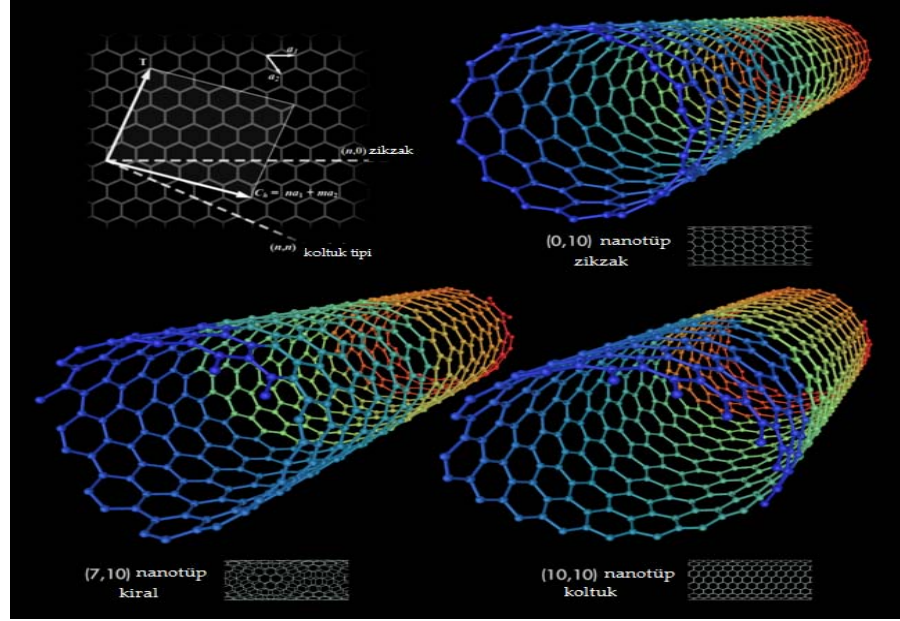 T
a₁
a₂
(n,0) zikzak
Cₕ = na₁ + ma₂
(n,n) koltuk tipi
(0,10) nanotüp
zikzak
(7,10) nanotüp
kiral
(10,10) nanotüp
koltuk